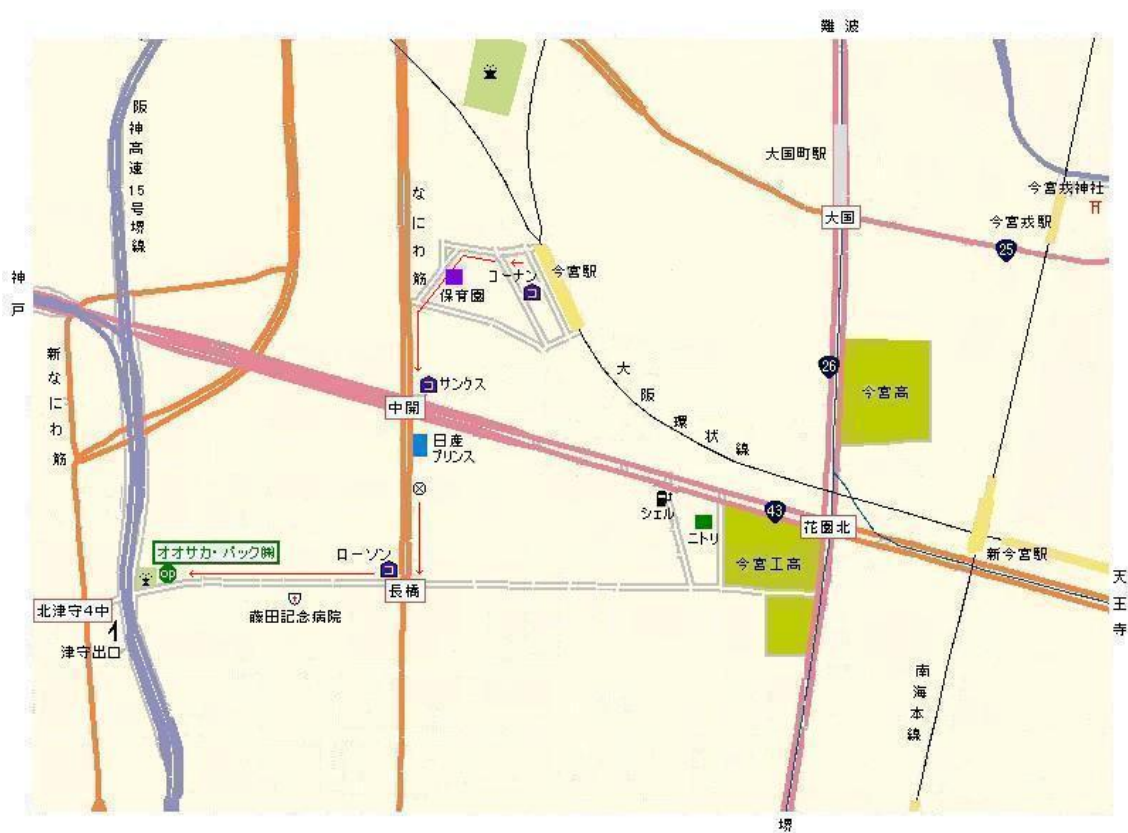 難波
阪神高速15号堺線
大国町駅
なにわ筋
今宮戎神社
大国
今宮戎駅
25
神戸
コーナン
今宮駅
保育園
新なにわ筋
26
大阪環状線
サンクス
今宮高
中開
日産
プリンス
シェル
43
ニトリ
花園北
オオサカ・パック㈱
ローソン
新今宮駅
今宮工高
op
長橋
天王寺
北津守4中
藤田記念病院
津守出口
南海本線
堺